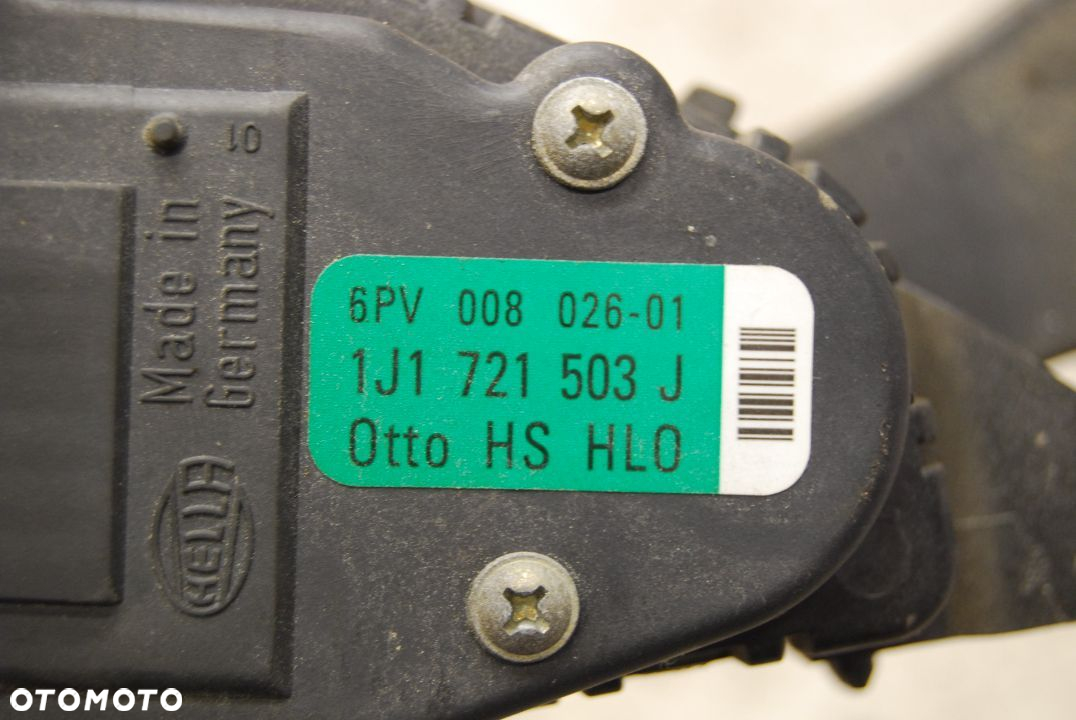 10
Made in
Germany
HELLA
6PV 008 026-01
1J1 721 503 J
Otto HS HLO
OTOMOTO